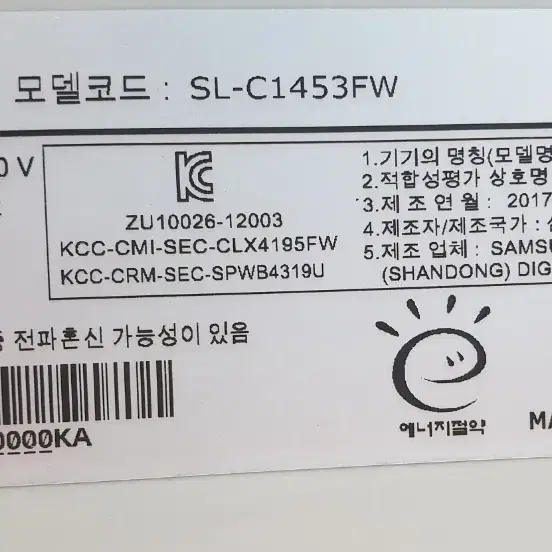 모델코드 : SL-C1453FW
0 V
KC
ZU10026-12003
KCC-CMI-SEC-CLX4195FW
KCC-CRM-SEC-SPWB4319U
1.기기의 명칭(모델명
2.적합성평가 상호명
3.제 조 연 월 : 2017
4.제조자/제조국가 :
5.제조 업체 : SAMSU
(SHANDONG) DIG
전파혼신 가능성이 있음
0000KA
에너지절약
MA